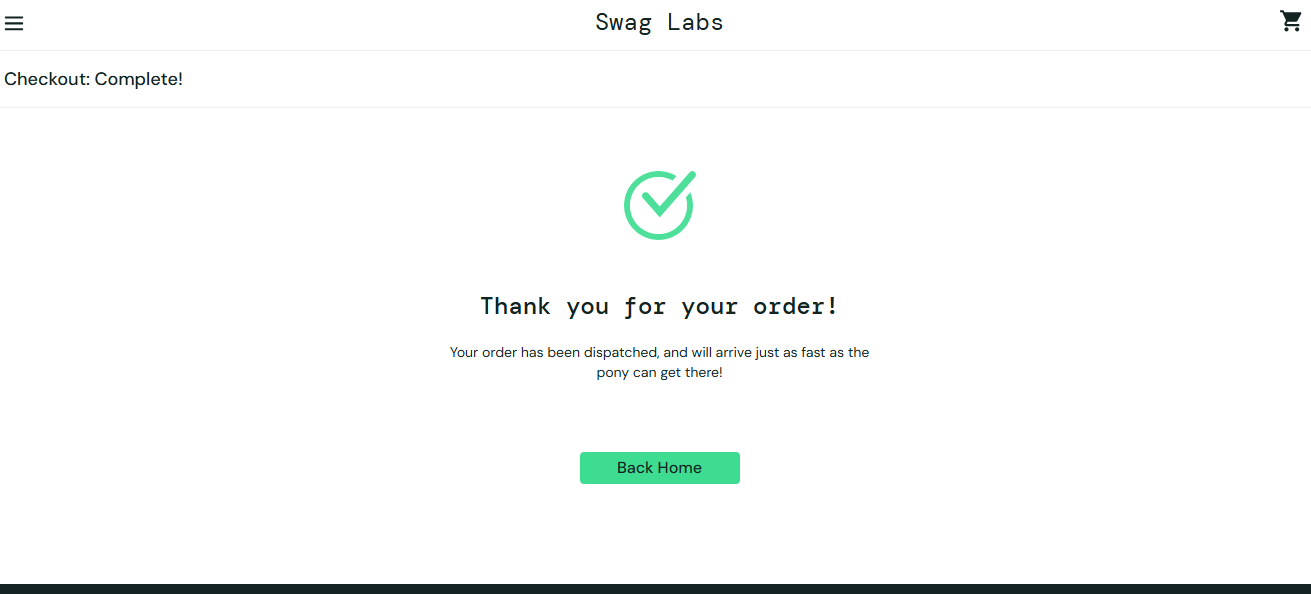 Swag Labs
Checkout: Complete!
Thank you for your order!
Your order has been dispatched, and will arrive just as fast as the
pony can get there!
Back Home